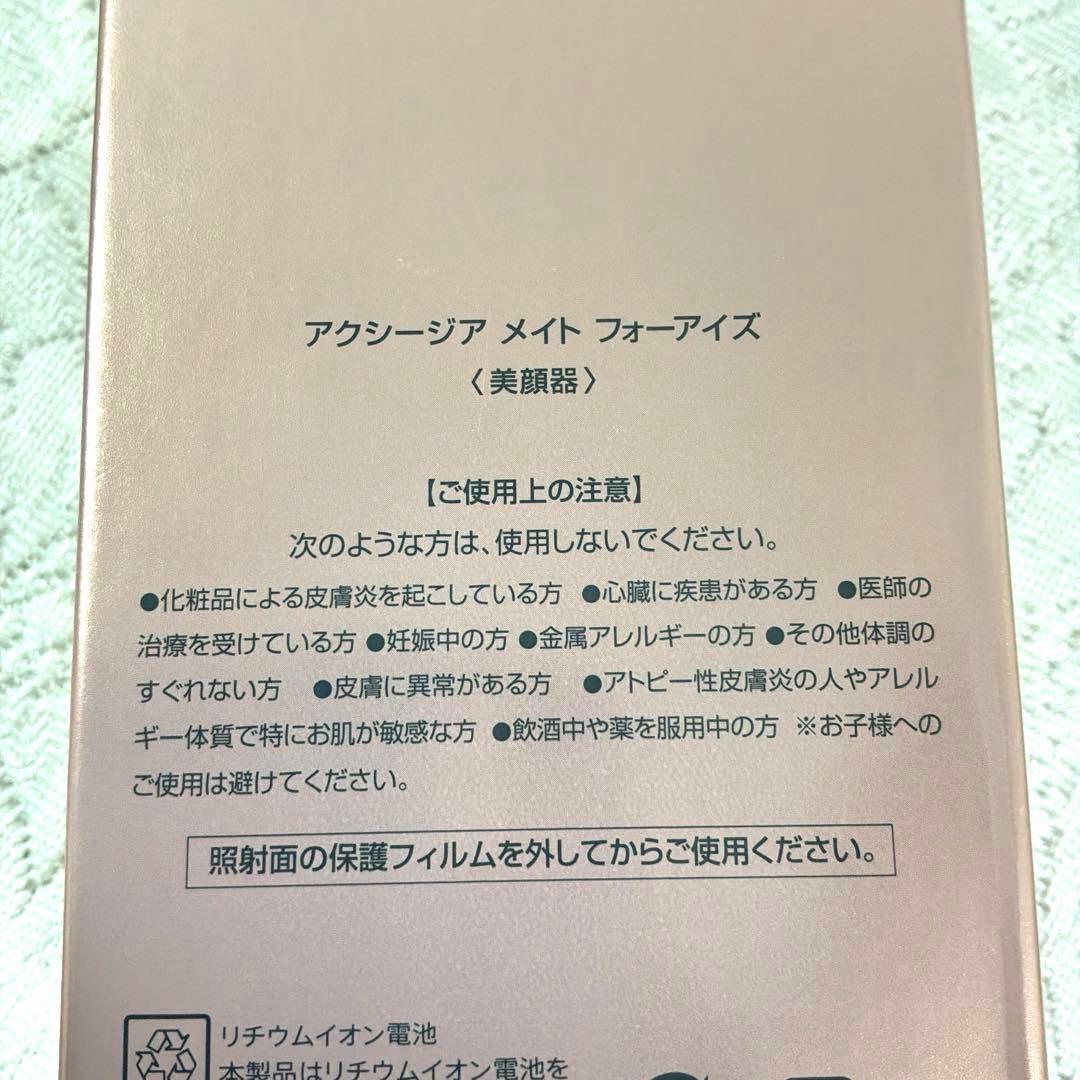 アクシージア メイト フォーアイズ
〈美顔器〉
【ご使用上の注意】
次のような方は、使用しないでください。
●化粧品による皮膚炎を起こしている方 ●心臓に疾患がある方 ●医師の
治療を受けている方 ●妊娠中の方 ●金属アレルギーの方 ●その他体調の
すぐれない方 ●皮膚に異常がある方 ●アトピー性皮膚炎の人やアレル
ギー体質で特にお肌が敏感な方 ●飲酒中や薬を服用中の方 ※お子様への
ご使用は避けてください。
照射面の保護フィルムを外してからご使用ください。
リチウムイオン電池
本製品はリチウムイオン電池を